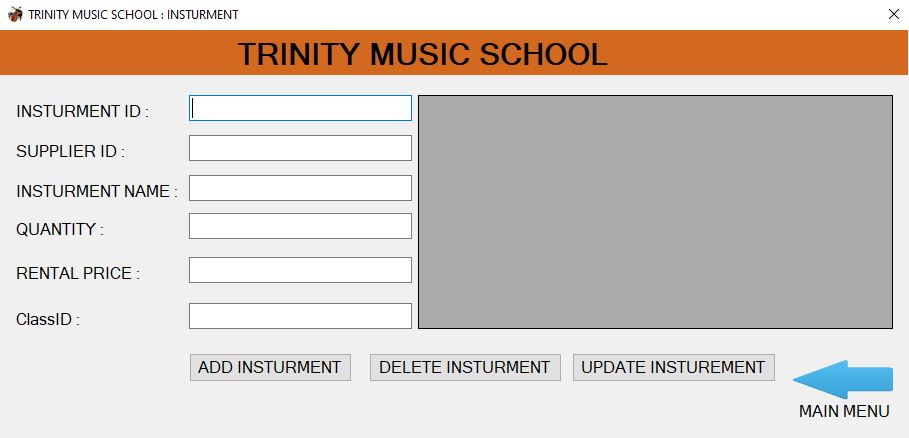 TRINITY MUSIC SCHOOL : INSTURMENT
TRINITY MUSIC SCHOOL
INSTURMENT ID :
SUPPLIER ID :
INSTURMENT NAME :
QUANTITY :
RENTAL PRICE :
ClassID :
ADD INSTURMENT DELETE INSTURMENT UPDATE INSTUREMENT
MAIN MENU